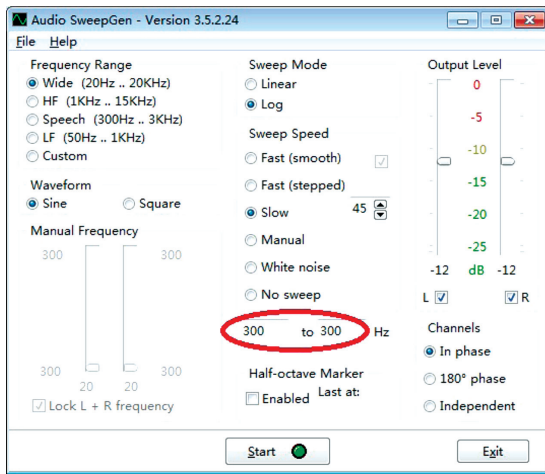 Audio SweepGen - Version 3.5.2.24
File Help
Frequency Range
Wide (20Hz .. 20KHz)
HF (1KHz .. 15KHz)
Speech (300Hz .. 3KHz)
LF (50Hz .. 1KHz)
Custom
Waveform
Sine Square
Manual Frequency
300 300
300 300
20 20
Lock L + R frequency
Sweep Mode
Linear
Log
Sweep Speed
Fast (smooth)
Fast (stepped)
Slow 45
Manual
White noise
No sweep
300 to 300 Hz
Half-octave Marker
Enabled Last at:
Output Level
0
-5
-10
-15
-20
-25
-12 dB -12
L R
Channels
In phase
180° phase
Independent
Start
Exit